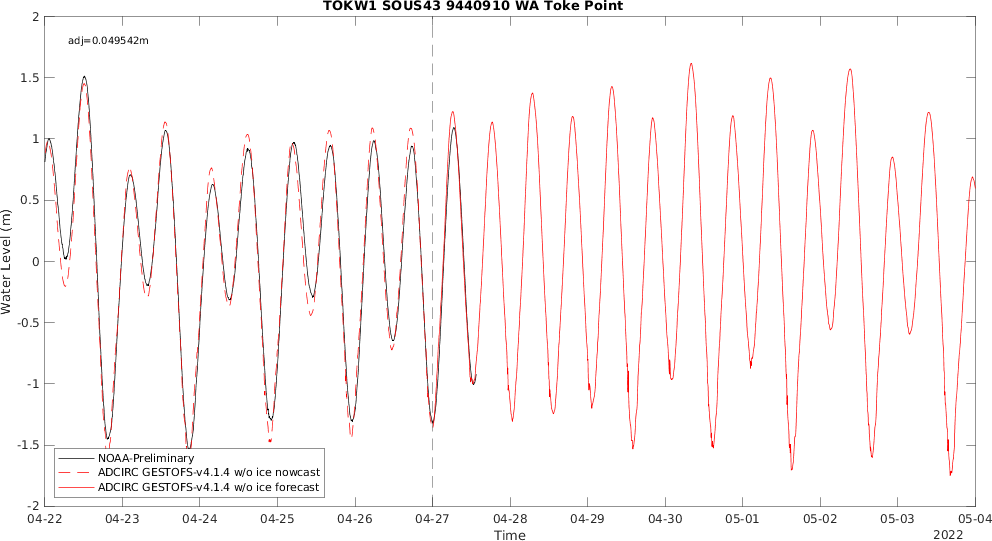 TOKW1 SOUS43 9440910 WA Toke Point
adj=0.049542m
Water Level (m)
2
1.5
1
0.5
0
-0.5
-1
-1.5
-2
NOAA-Preliminary
ADCIRC GESTOFS-v4.1.4 w/o ice nowcast
ADCIRC GESTOFS-v4.1.4 w/o ice forecast
04-22 04-23 04-24 04-25 04-26 04-27 04-28 04-29 04-30 05-01 05-02 05-03 05-04
Time
2022